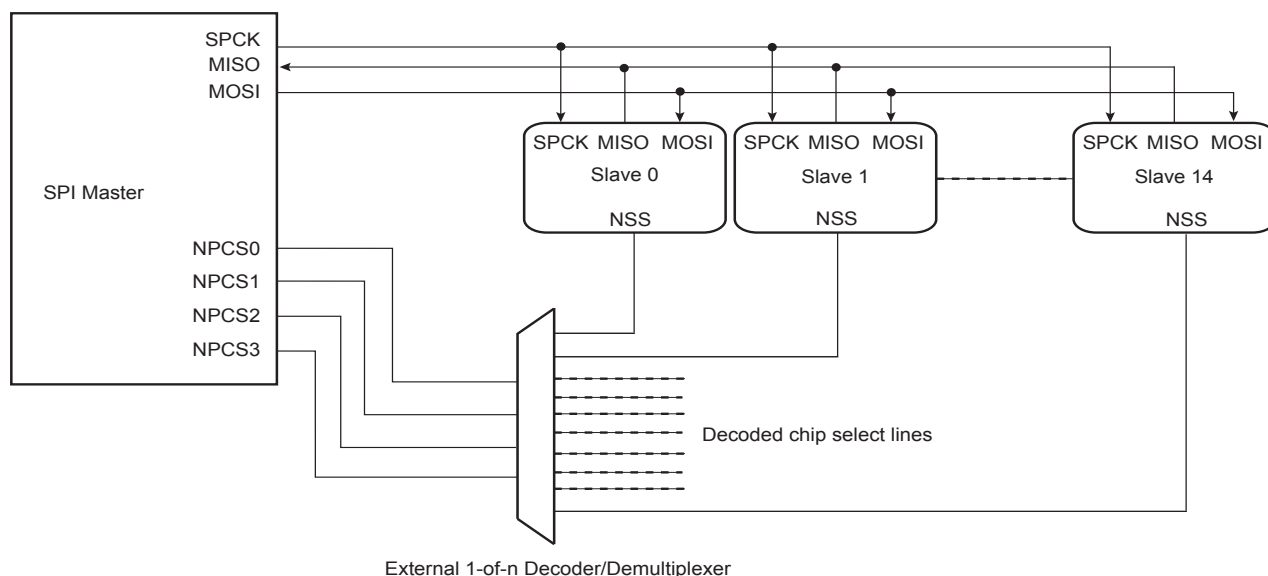 SPCK
MISO
MOSI
SPI Master
NPCS0
NPCS1
NPCS2
NPCS3
SPCK MISO MOSI
Slave 0
NSS
SPCK MISO MOSI
Slave 1
NSS
SPCK MISO MOSI
Slave 14
NSS
Decoded chip select lines
External 1-of-n Decoder/Demultiplexer